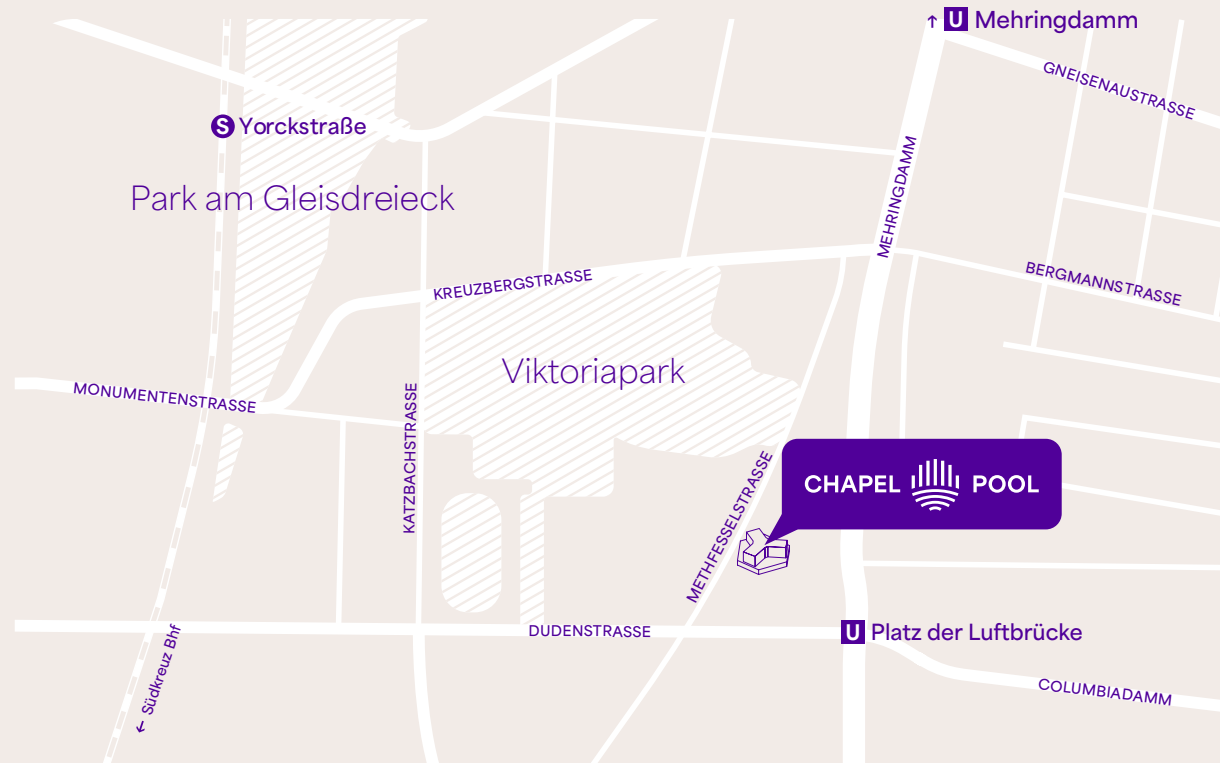 ↑ U Mehringdamm
GNEISENAUSTRASSE
S Yorckstraße
MEHRINGDAMM
Park am Gleisdreieck
KREUZBERGSTRASSE
BERGMANNSTRASSE
Viktoriapark
MONUMENTENSTRASSE
KATZBACHSTRASSE
METHFESSELSTRASSE
CHAPEL POOL
DUDENSTRASSE
U Platz der Luftbrücke
← Südkreuz Bhf
COLUMBIADAMM